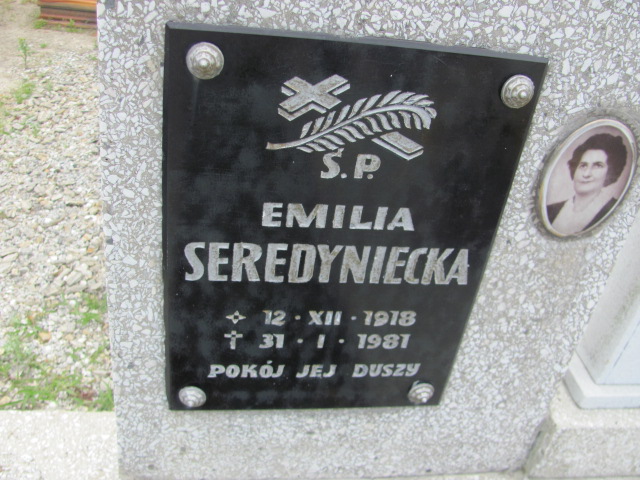 Ś.P.
EMILIA
SEREDYNIECKA
12 · XII · 1918
31 · I · 1981
POKÓJ JEJ DUSZY